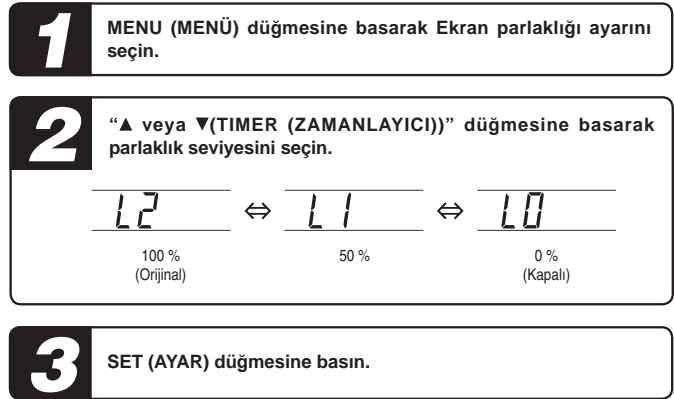 1
MENU (MENÜ) düğmesine basarak Ekran parlaklığı ayarını
seçin.
2
“▲ veya ▼(TIMER (ZAMANLAYICI))” düğmesine basarak
parlaklık seviyesini seçin.
L2 ⇔ L1 ⇔ L0
100 % 50 % 0 %
(Orijinal) (Kapalı)
3
SET (AYAR) düğmesine basın.